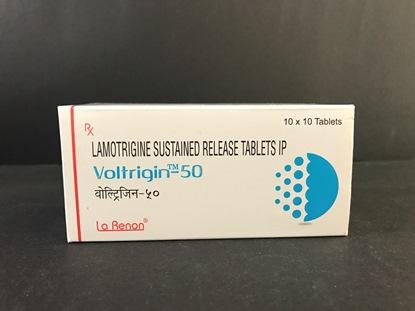 Rx
10 x 10 Tablets
LAMOTRIGINE SUSTAINED RELEASE TABLETS IP
Voltrigin™-50
वोल्ट्रिजिन-५०
La Renon®